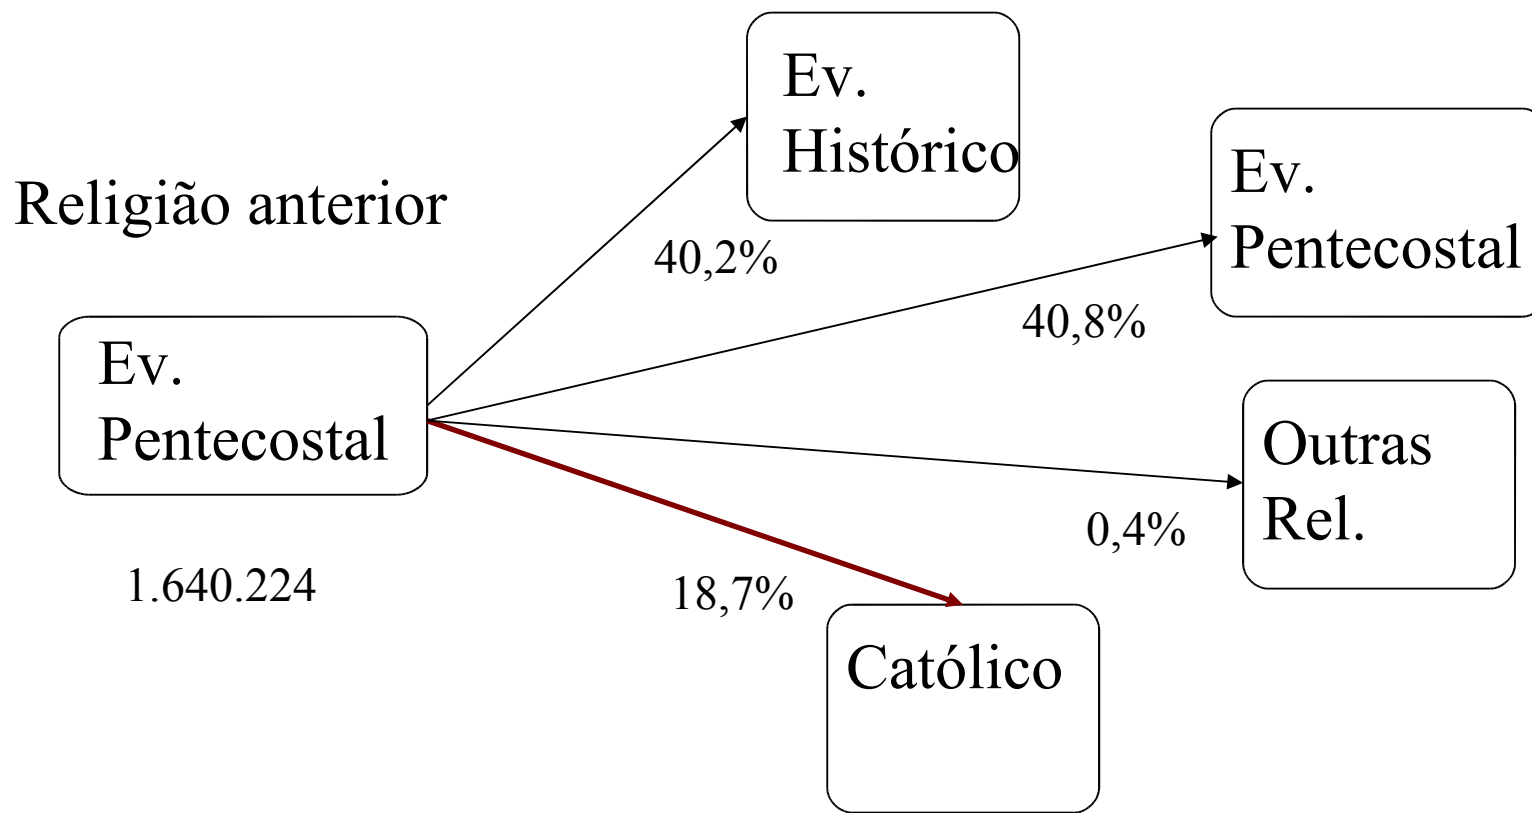 Ev.
Histórico
Ev.
Pentecostal
Religião anterior
40,2%
40,8%
Ev.
Pentecostal
Outras
Rel.
0,4%
1.640.224
18,7%
Católico